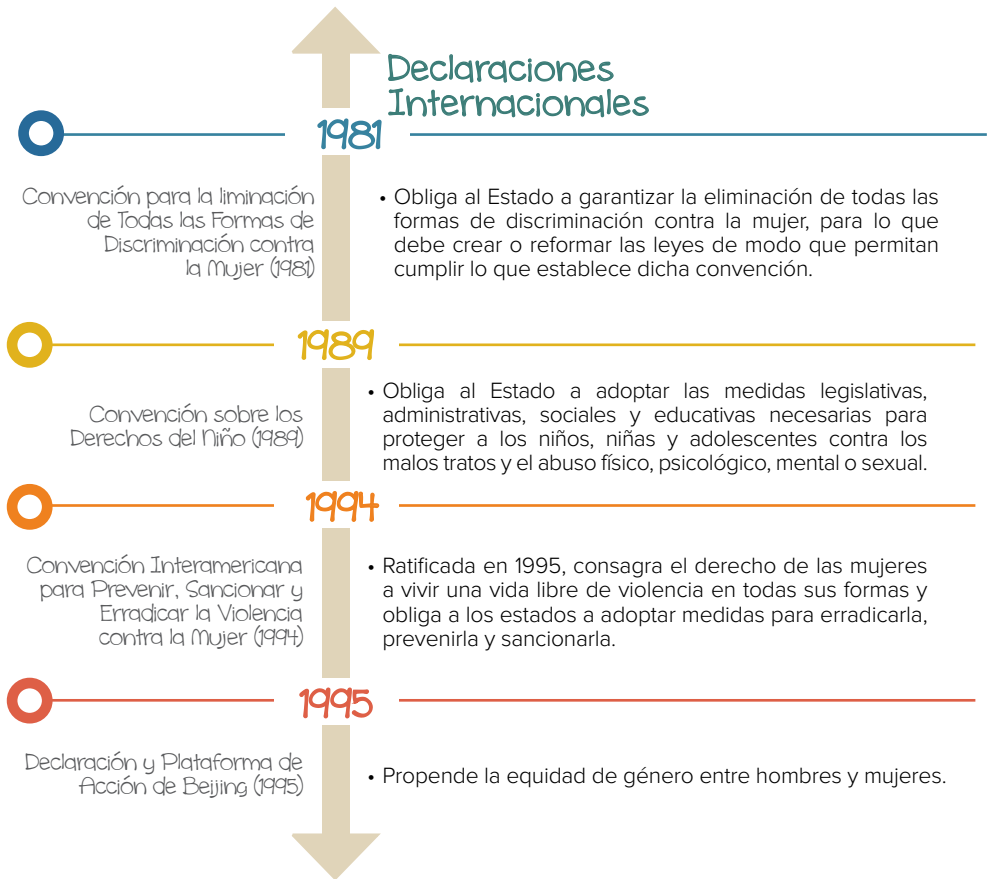 Declaraciones
Internacionales
1981
Convención para la liminación
de Todas las Formas de
Discriminación contra
la Mujer (1981)
• Obliga al Estado a garantizar la eliminación de todas las
formas de discriminación contra la mujer, para lo que
debe crear o reformar las leyes de modo que permitan
cumplir lo que establece dicha convención.
1989
Convención sobre los
Derechos del Niño (1989)
• Obliga al Estado a adoptar las medidas legislativas,
administrativas, sociales y educativas necesarias para
proteger a los niños, niñas y adolescentes contra los
malos tratos y el abuso físico, psicológico, mental o sexual.
1994
Convención Interamericana
para Prevenir, Sancionar y
Erradicar la Violencia
contra la Mujer (1994)
• Ratificada en 1995, consagra el derecho de las mujeres
a vivir una vida libre de violencia en todas sus formas y
obliga a los estados a adoptar medidas para erradicarla,
prevenirla y sancionarla.
1995
Declaración y Plataforma de
Acción de Beijing (1995)
• Propende la equidad de género entre hombres y mujeres.